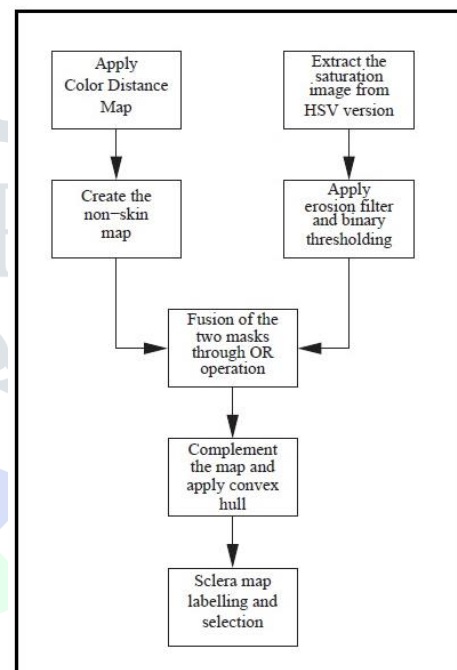 Apply
Color Distance
Map
Extract the
saturation
image from
HSV version
Create the
non-skin
map
Apply
erosion filter
and binary
thresholding
Fusion of the
two masks
through OR
operation
Complement
the map and
apply convex
hull
Sclera map
labelling and
selection